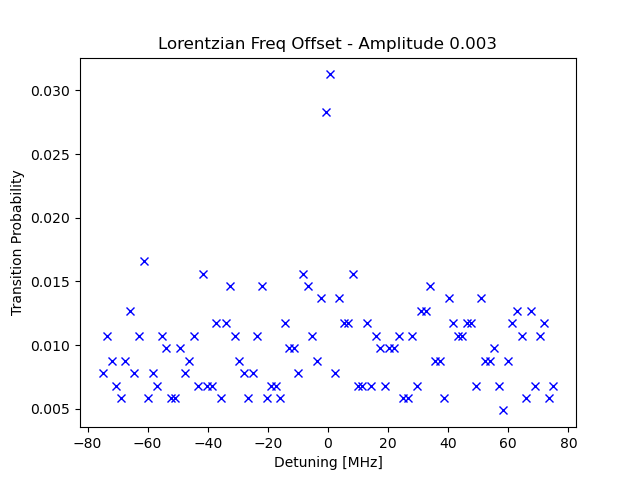 Lorentzian Freq Offset - Amplitude 0.003
Transition Probability
0.030
0.025
0.020
0.015
0.010
0.005
−80 −60 −40 −20 0 20 40 60 80
Detuning [MHz]